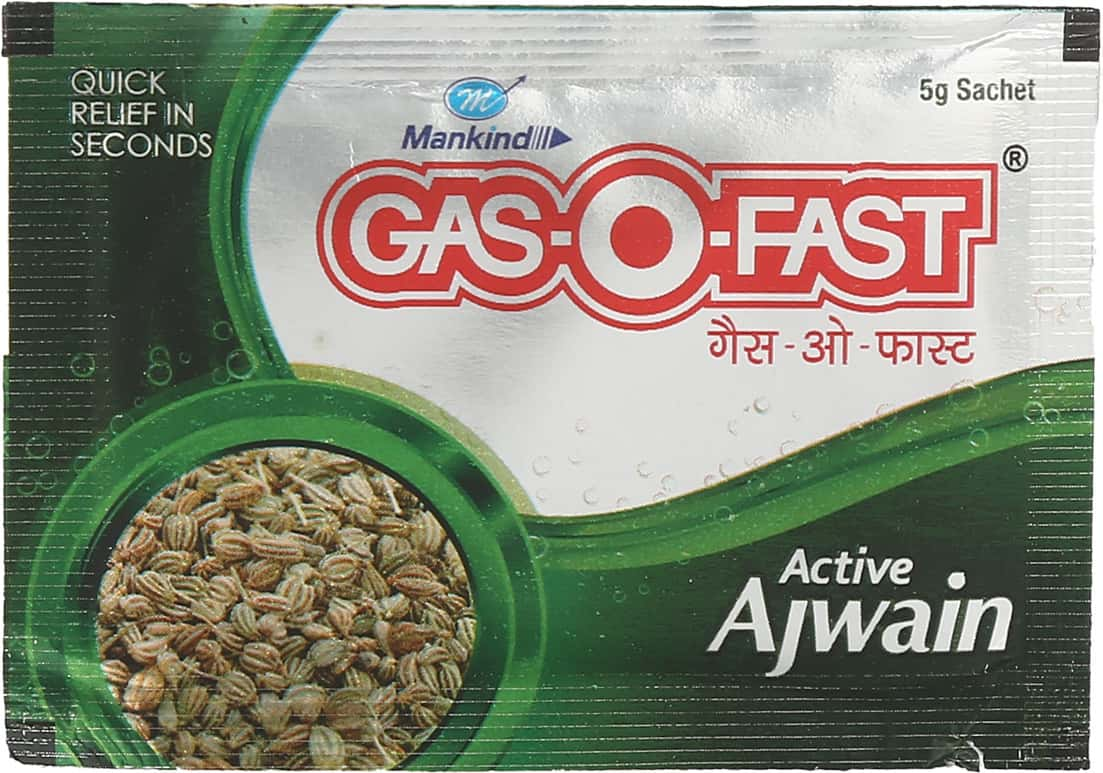 QUICK
RELIEF IN
SECONDS
5g Sachet
m
Mankind
GAS-O-FAST®
गैस - ओ - फास्ट
Active
Ajwain